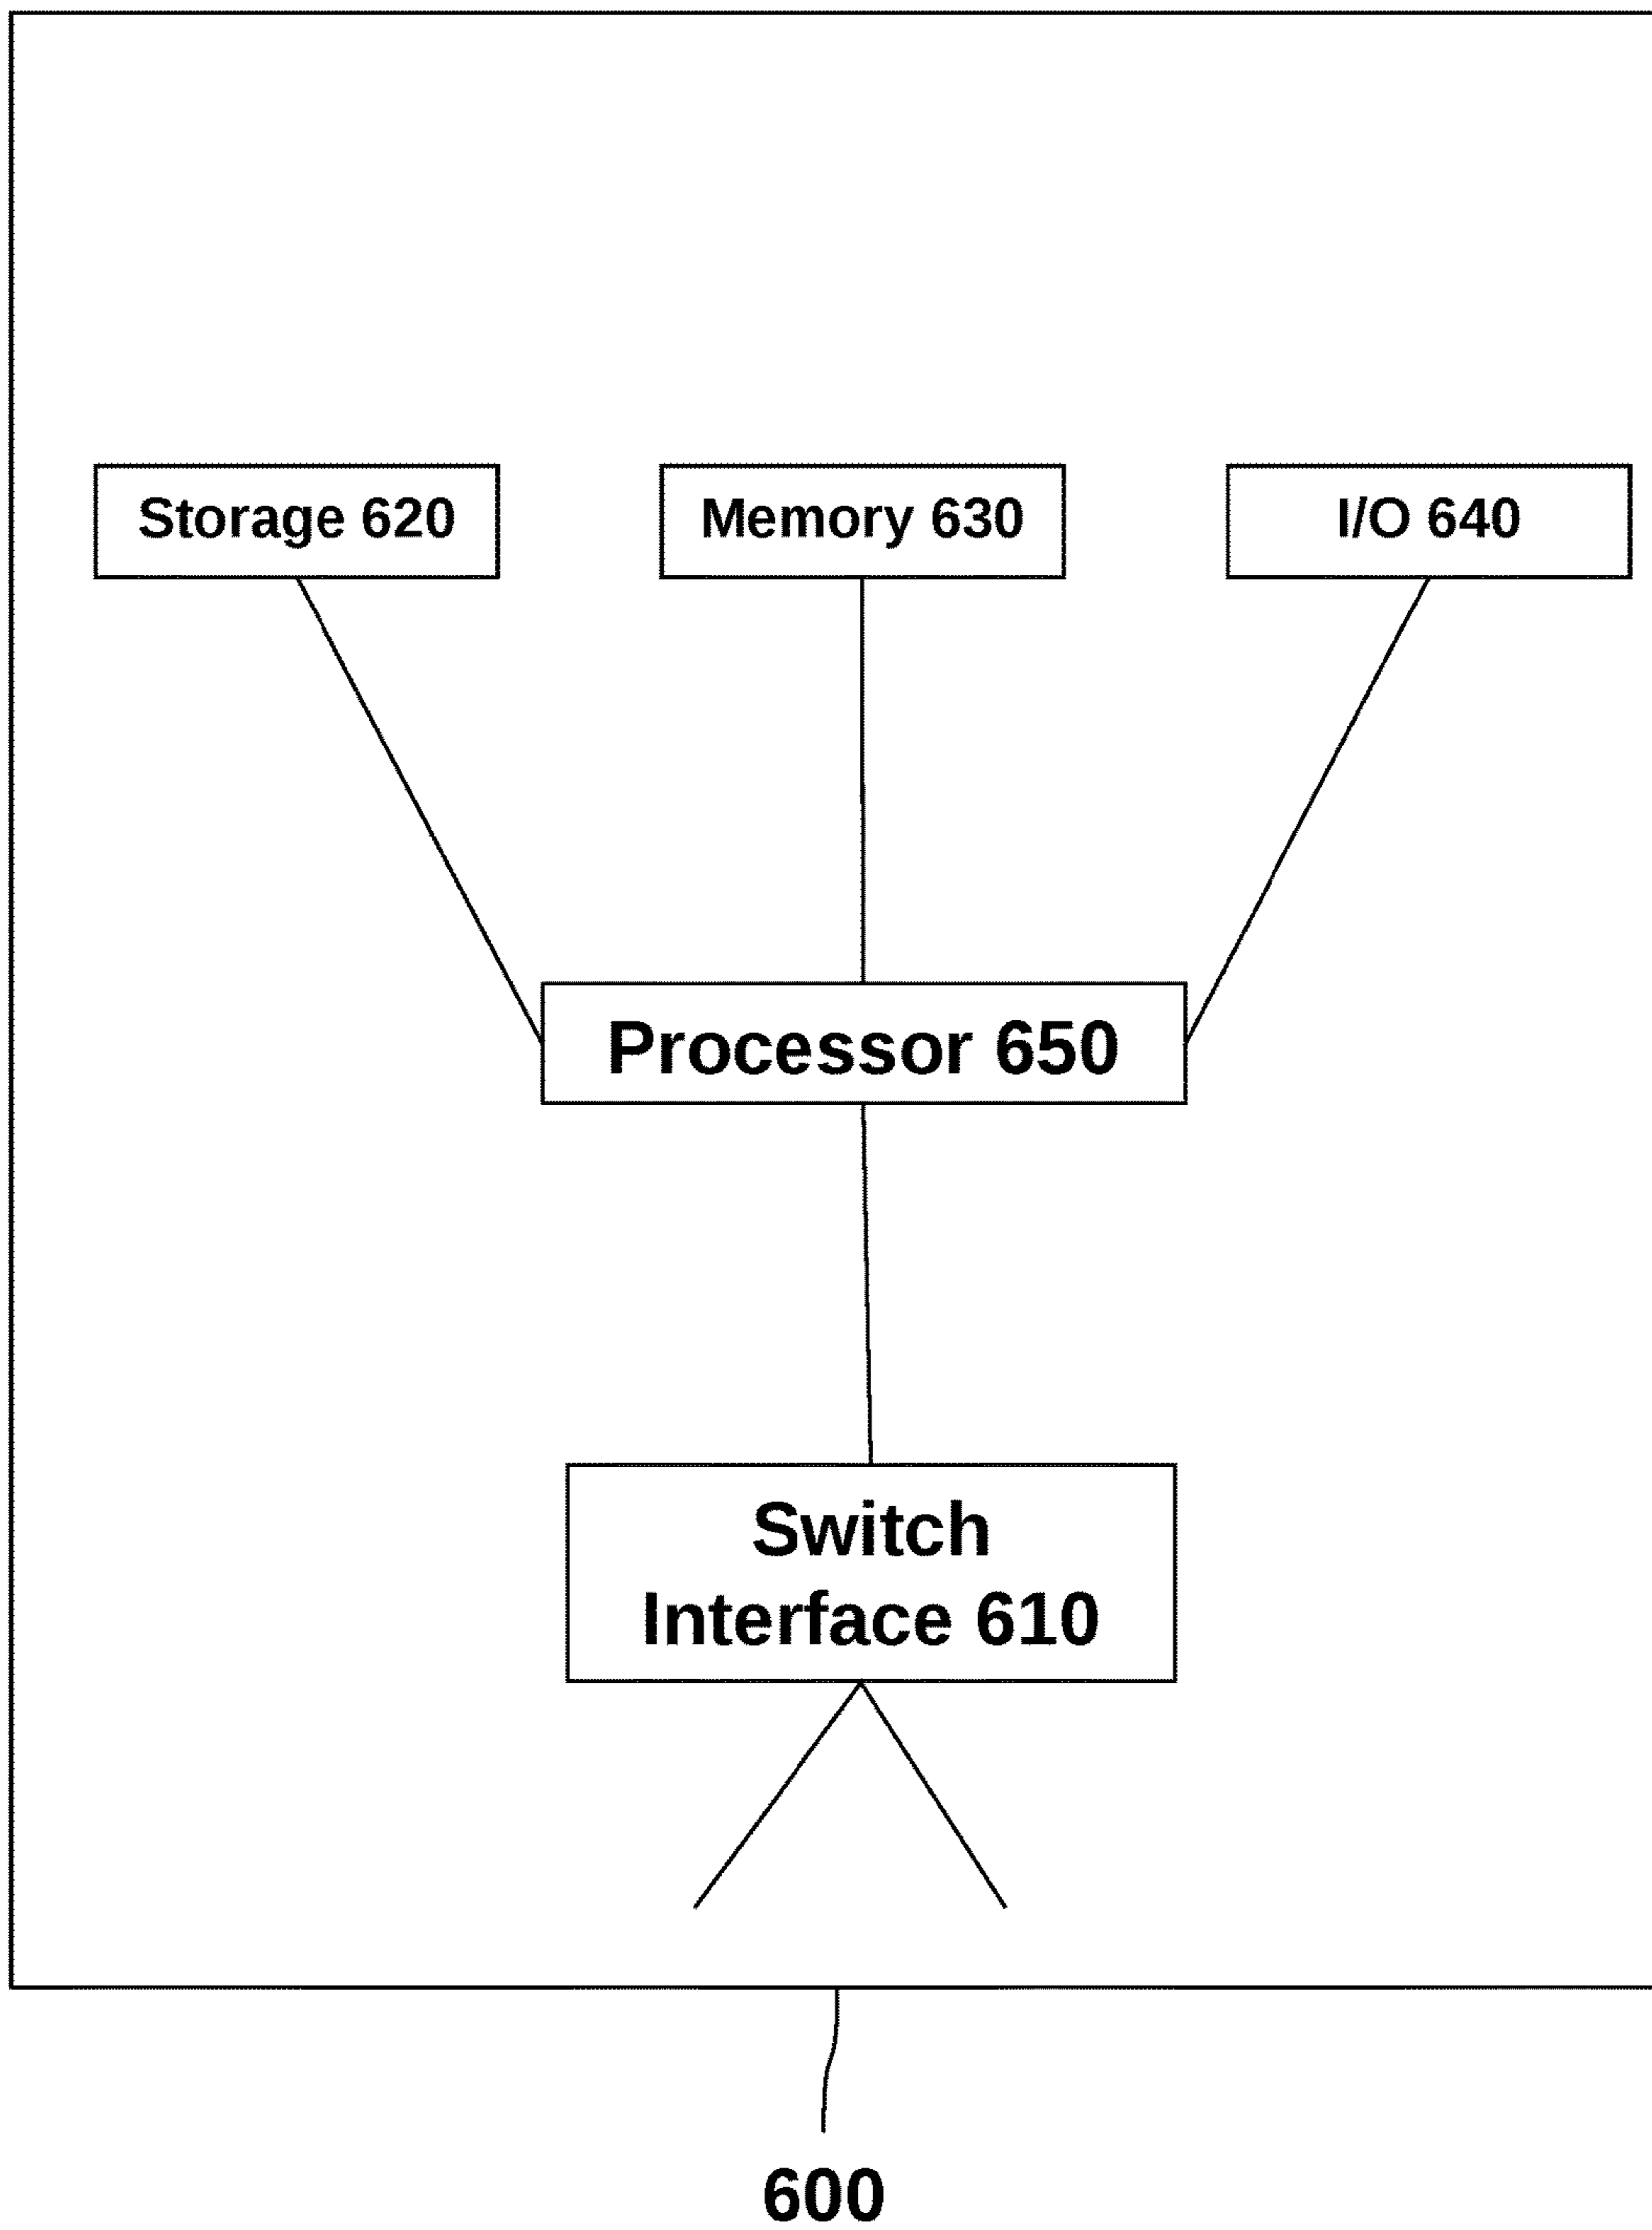 Storage 620
Memory 630
I/O 640
Processor 650
Switch
Interface 610
600